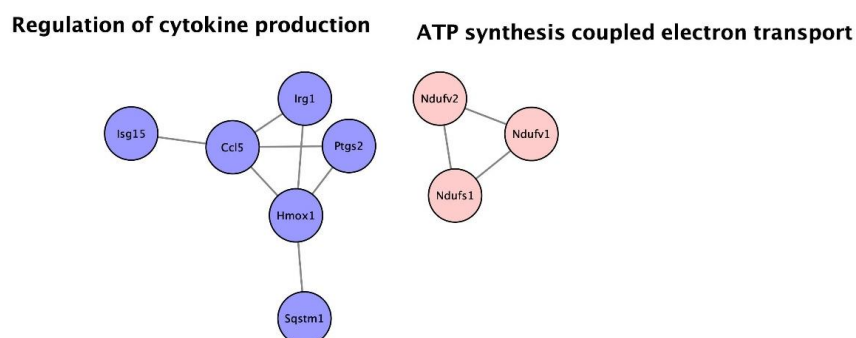 Regulation of cytokine production
ATP synthesis coupled electron transport
Irg1
Isg15
Ccl5
Ptgs2
Hmox1
Sqstm1
Ndufv2
Ndufv1
Ndufs1